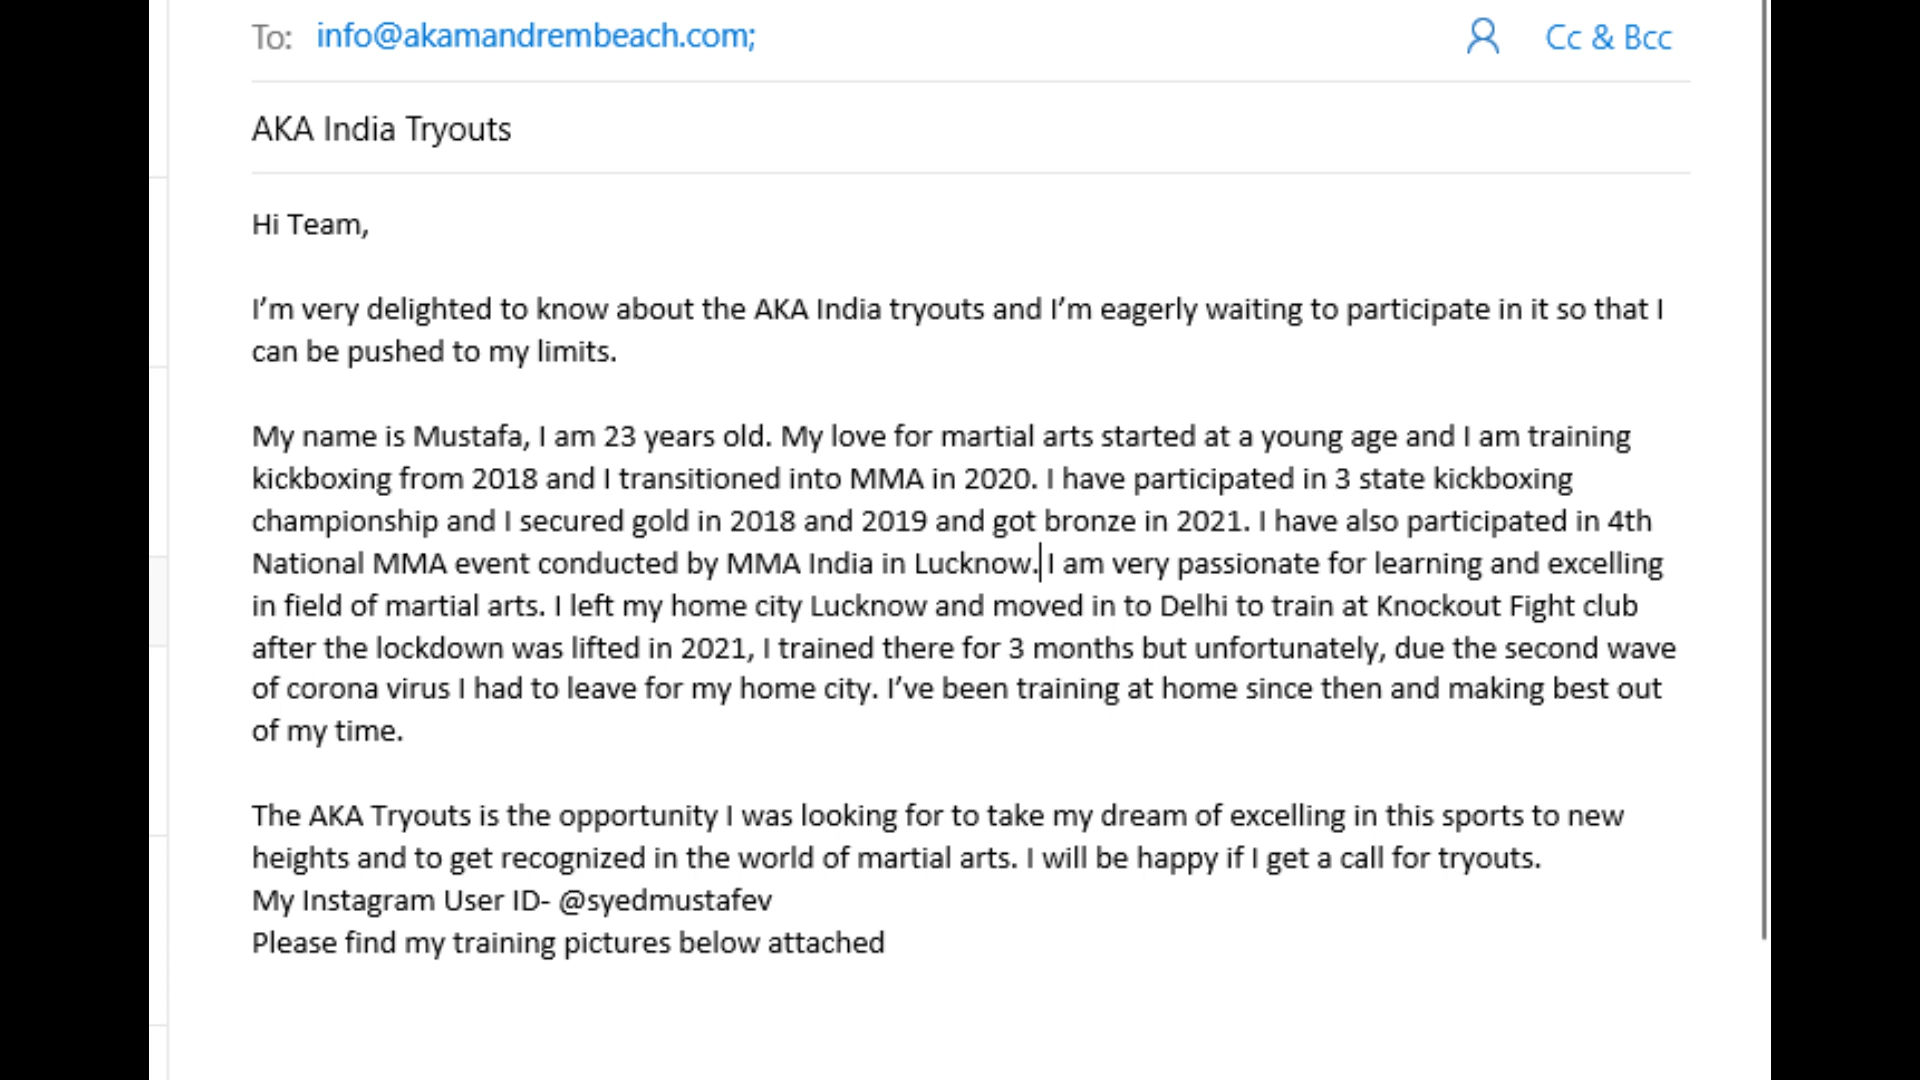 To: info@akamandrembeach.com;
Cc & Bcc
AKA India Tryouts
Hi Team,
I’m very delighted to know about the AKA India tryouts and I’m eagerly waiting to participate in it so that I
can be pushed to my limits.
My name is Mustafa, I am 23 years old. My love for martial arts started at a young age and I am training
kickboxing from 2018 and I transitioned into MMA in 2020. I have participated in 3 state kickboxing
championship and I secured gold in 2018 and 2019 and got bronze in 2021. I have also participated in 4th
National MMA event conducted by MMA India in Lucknow. I am very passionate for learning and excelling
in field of martial arts. I left my home city Lucknow and moved in to Delhi to train at Knockout Fight club
after the lockdown was lifted in 2021, I trained there for 3 months but unfortunately, due the second wave
of corona virus I had to leave for my home city. I’ve been training at home since then and making best out
of my time.
The AKA Tryouts is the opportunity I was looking for to take my dream of excelling in this sports to new
heights and to get recognized in the world of martial arts. I will be happy if I get a call for tryouts.
My Instagram User ID- @syedmustafev
Please find my training pictures below attached